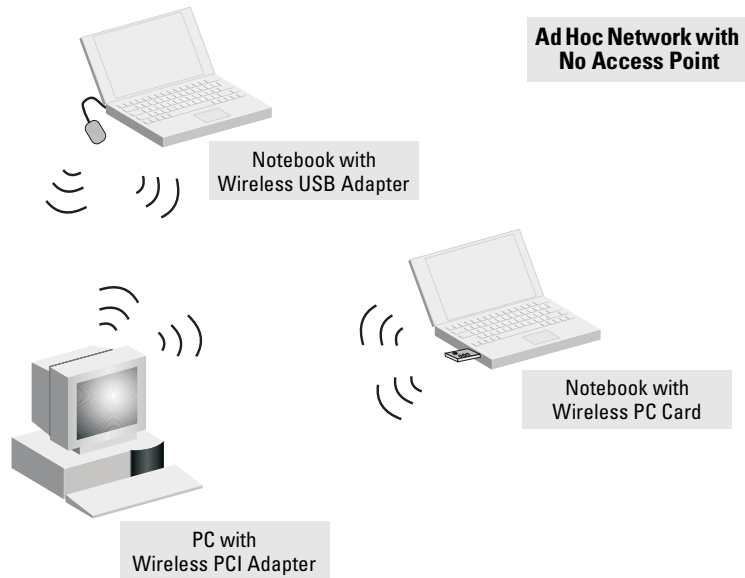 Ad Hoc Network with
No Access Point
Notebook with
Wireless USB Adapter
Notebook with
Wireless PC Card
PC with
Wireless PCI Adapter